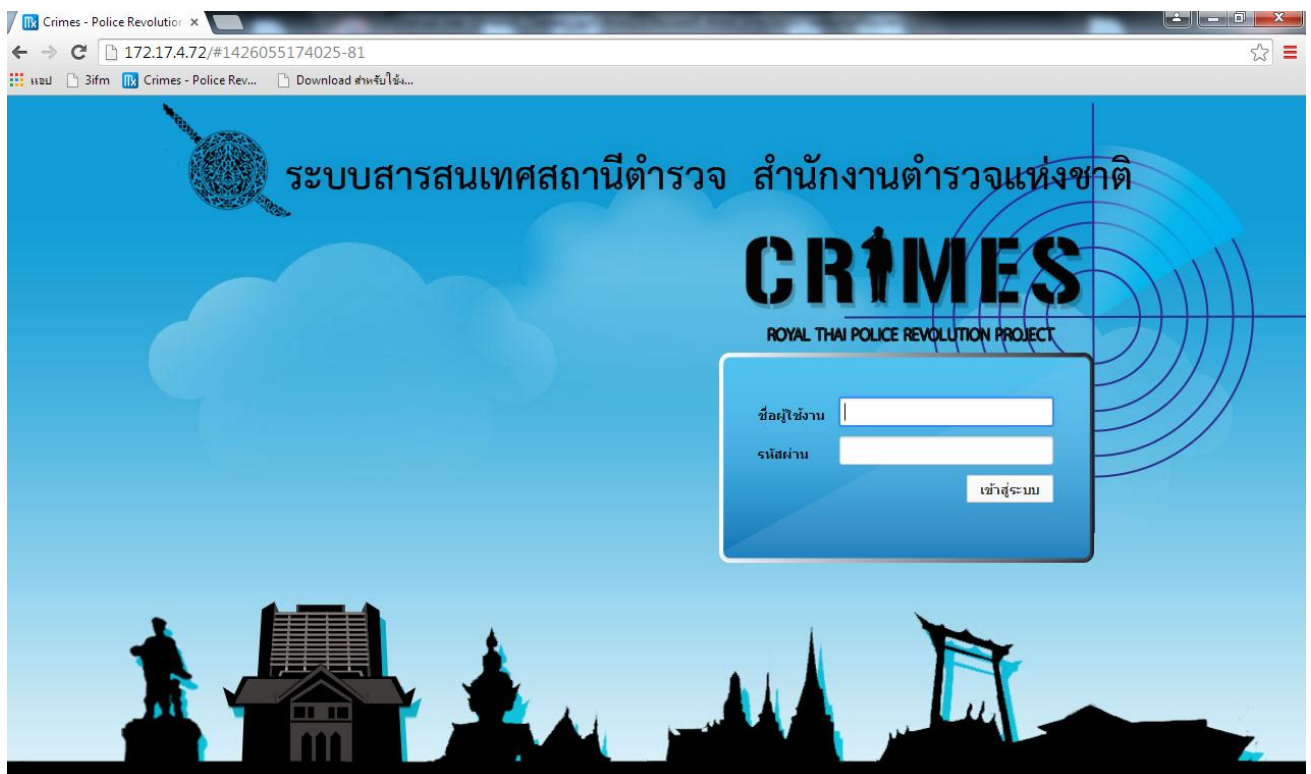 Crimes - Police Revolution
172.17.4.72/#1426055174025-81
แอป 3ifm Crimes - Police Rev... Download สำหรับใช้ง...
ระบบสารสนเทศสถานีตำรวจ สำนักงานตำรวจแห่งชาติ
CRIMES
ROYAL THAI POLICE REVOLUTION PROJECT
ชื่อผู้ใช้งาน
รหัสผ่าน
เข้าสู่ระบบ